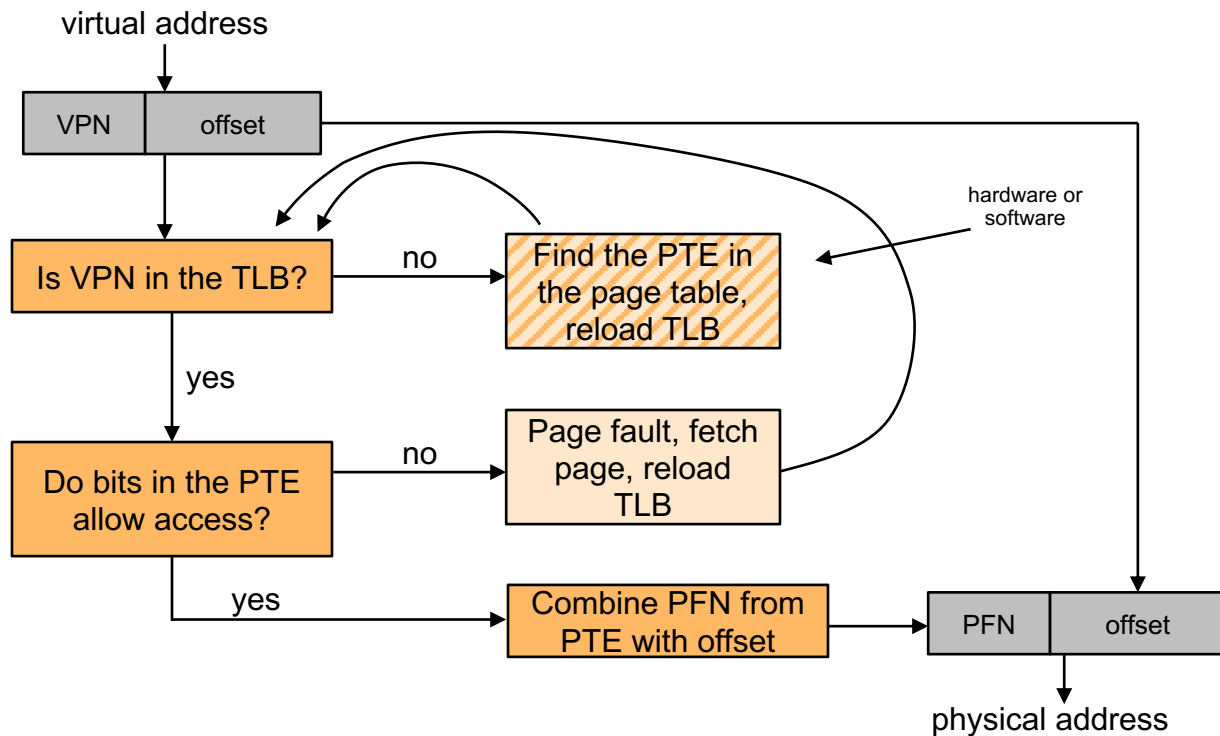 virtual address
VPN
offset
hardware or
software
Is VPN in the TLB?
no
Find the PTE in
the page table,
reload TLB
yes
Do bits in the PTE
allow access?
no
Page fault, fetch
page, reload
TLB
yes
Combine PFN from
PTE with offset
PFN
offset
physical address